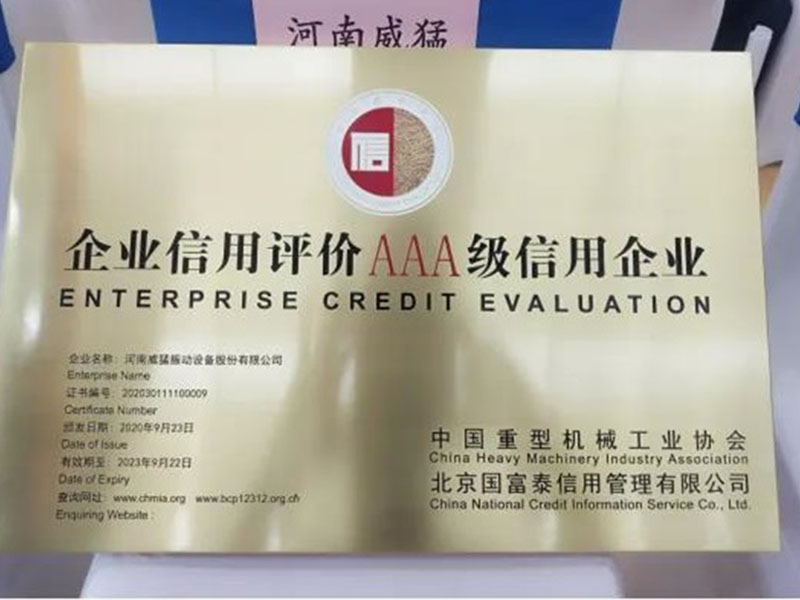 河南威猛
信
企业信用评价AAA级信用企业
ENTERPRISE CREDIT EVALUATION
企业名称：河南威猛振动设备股份有限公司
Enterprise Name
证书编号：202030111100009
Certificate Number
颁发日期：2020年9月23日
Date of Issue
有效期至：2023年9月22日
Date of Expiry
查询网址：www.chmia.org www.bcp12312.org.cn
Enquiring Website :
中国重型机械工业协会
China Heavy Machinery Industry Association
北京国富泰信用管理有限公司
China National Credit Information Service Co., Ltd.